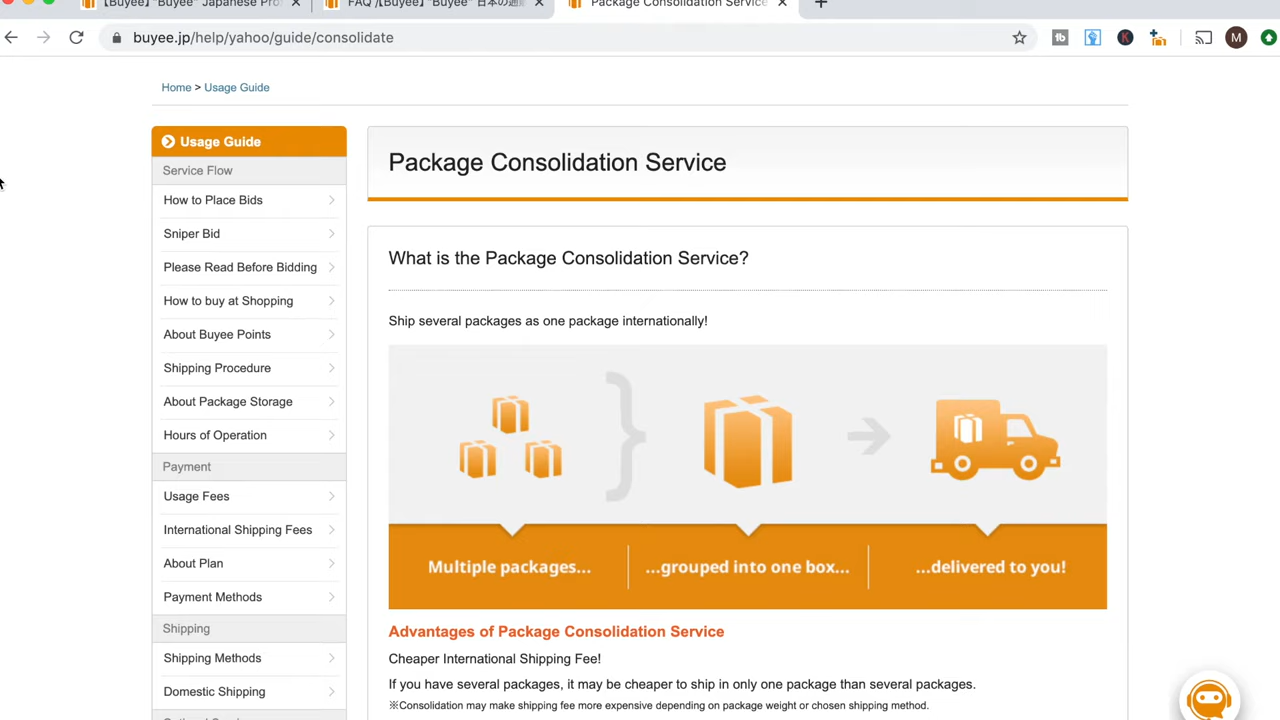 【Buyee】 "Buyee" Japanese Pro
FAQ /【Buyee】 "Buyee" 日本の通
Package Consolidation Service
buyee.jp/help/yahoo/guide/consolidate
M
Home > Usage Guide
Usage Guide
Service Flow
How to Place Bids
Sniper Bid
Please Read Before Bidding
How to buy at Shopping
About Buyee Points
Shipping Procedure
About Package Storage
Hours of Operation
Payment
Usage Fees
International Shipping Fees
About Plan
Payment Methods
Shipping
Shipping Methods
Domestic Shipping
Package Consolidation Service
What is the Package Consolidation Service?
Ship several packages as one package internationally!
Multiple packages...
...grouped into one box...
...delivered to you!
Advantages of Package Consolidation Service
Cheaper International Shipping Fee!
If you have several packages, it may be cheaper to ship in only one package than several packages.
※Consolidation may make shipping fee more expensive depending on package weight or chosen shipping method.